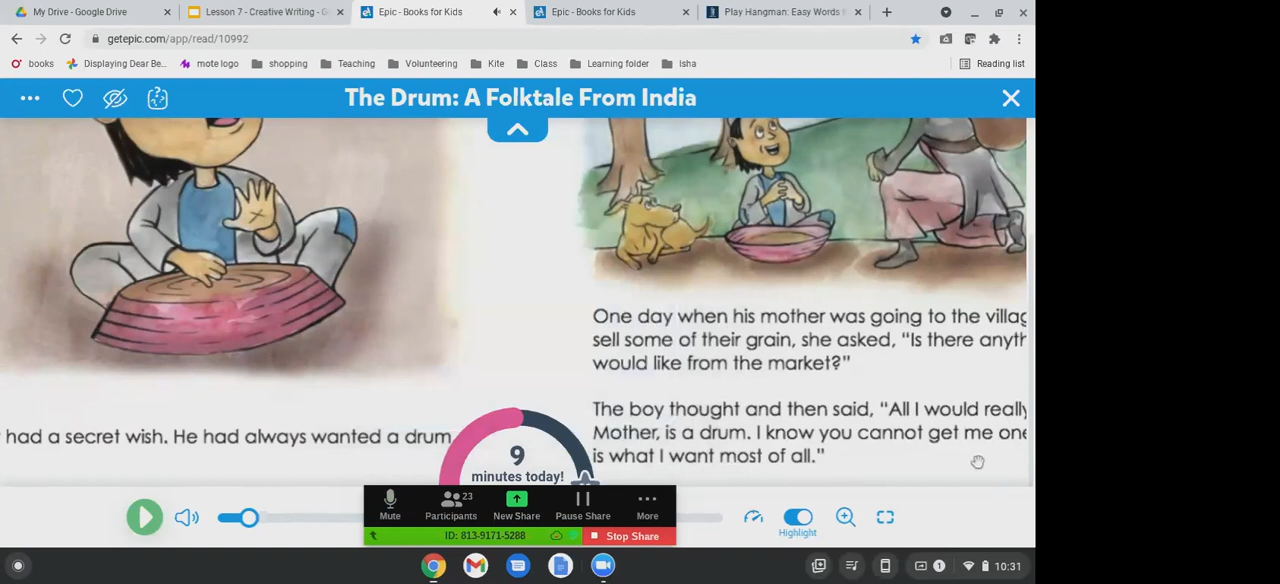 My Drive - Google Drive
Lesson 7 - Creative Writing - G
Epic - Books for Kids
Epic - Books for Kids
Play Hangman: Easy Words
getepic.com/app/read/10992
books
Displaying Dear Be...
mote logo
shopping
Teaching
Volunteering
Kite
Class
Learning folder
Isha
Reading list
The Drum: A Folktale From India
One day when his mother was going to the villag
sell some of their grain, she asked, “Is there anyth
would like from the market?”
The boy thought and then said, “All I would really
Mother, is a drum. I know you cannot get me one
is what I want most of all.”
had a secret wish. He had always wanted a drum
9
minutes today!
Highlight
23
Mute
Participants
New Share
Pause Share
More
ID: 813-9171-5288
Stop Share
1
10:31